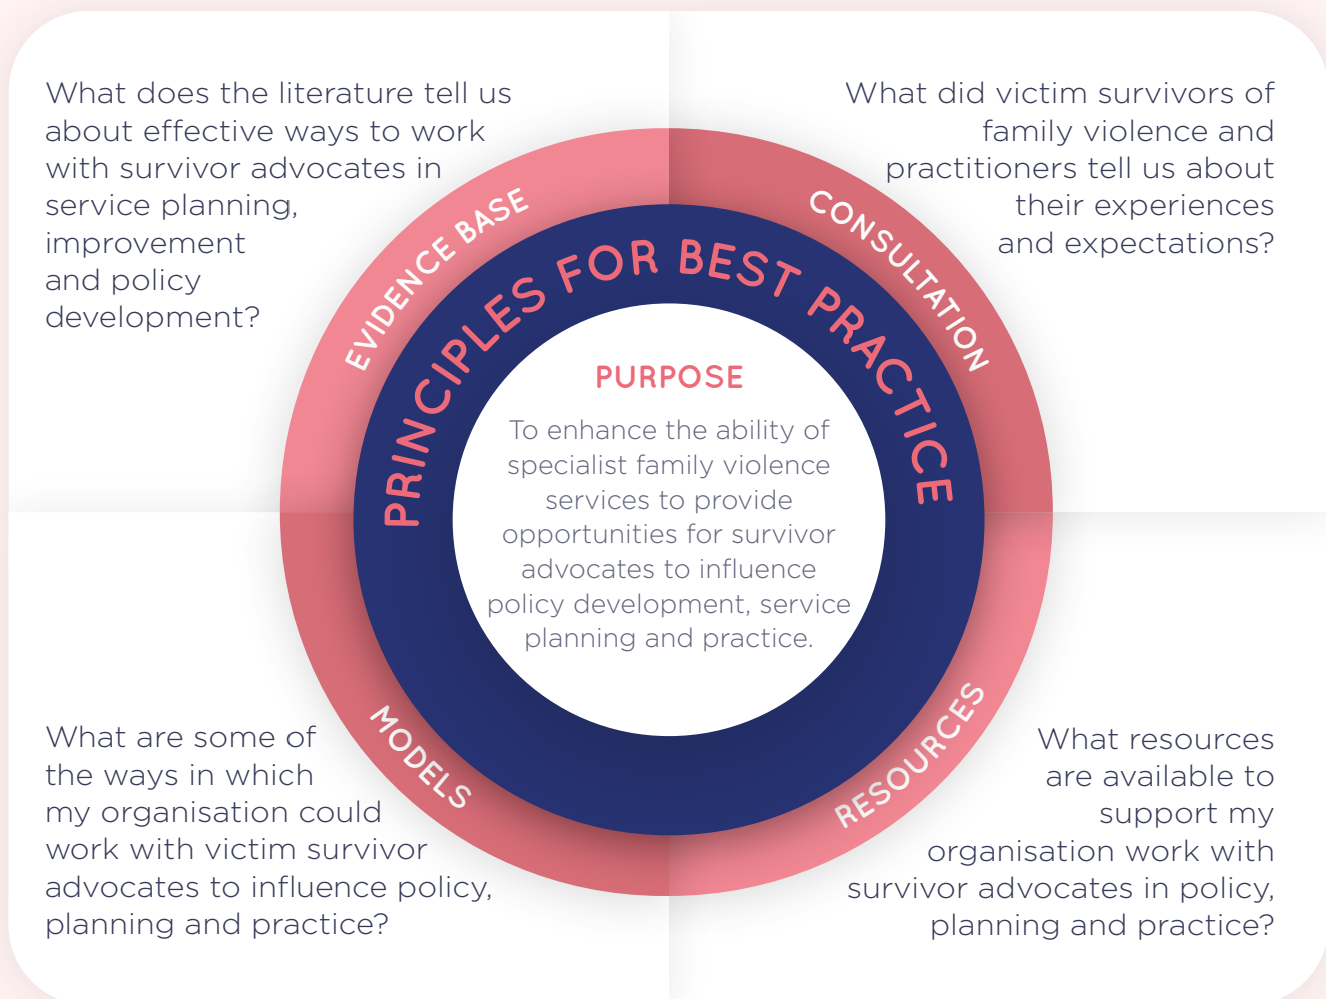 What does the literature tell us
about effective ways to work
with survivor advocates in
service planning,
improvement
and policy
development?
EVIDENCE BASE
What did victim survivors of
family violence and
practitioners tell us about
their experiences
and expectations?
CONSULTATION
PRINCIPLES FOR BEST PRACTICE
PURPOSE
To enhance the ability of
specialist family violence
services to provide
opportunities for survivor
advocates to influence
policy development, service
planning and practice.
MODELS
What are some of
the ways in which
my organisation could
work with victim survivor
advocates to influence policy,
planning and practice?
RESOURCES
What resources
are available to
support my
organisation work with
survivor advocates in policy,
planning and practice?